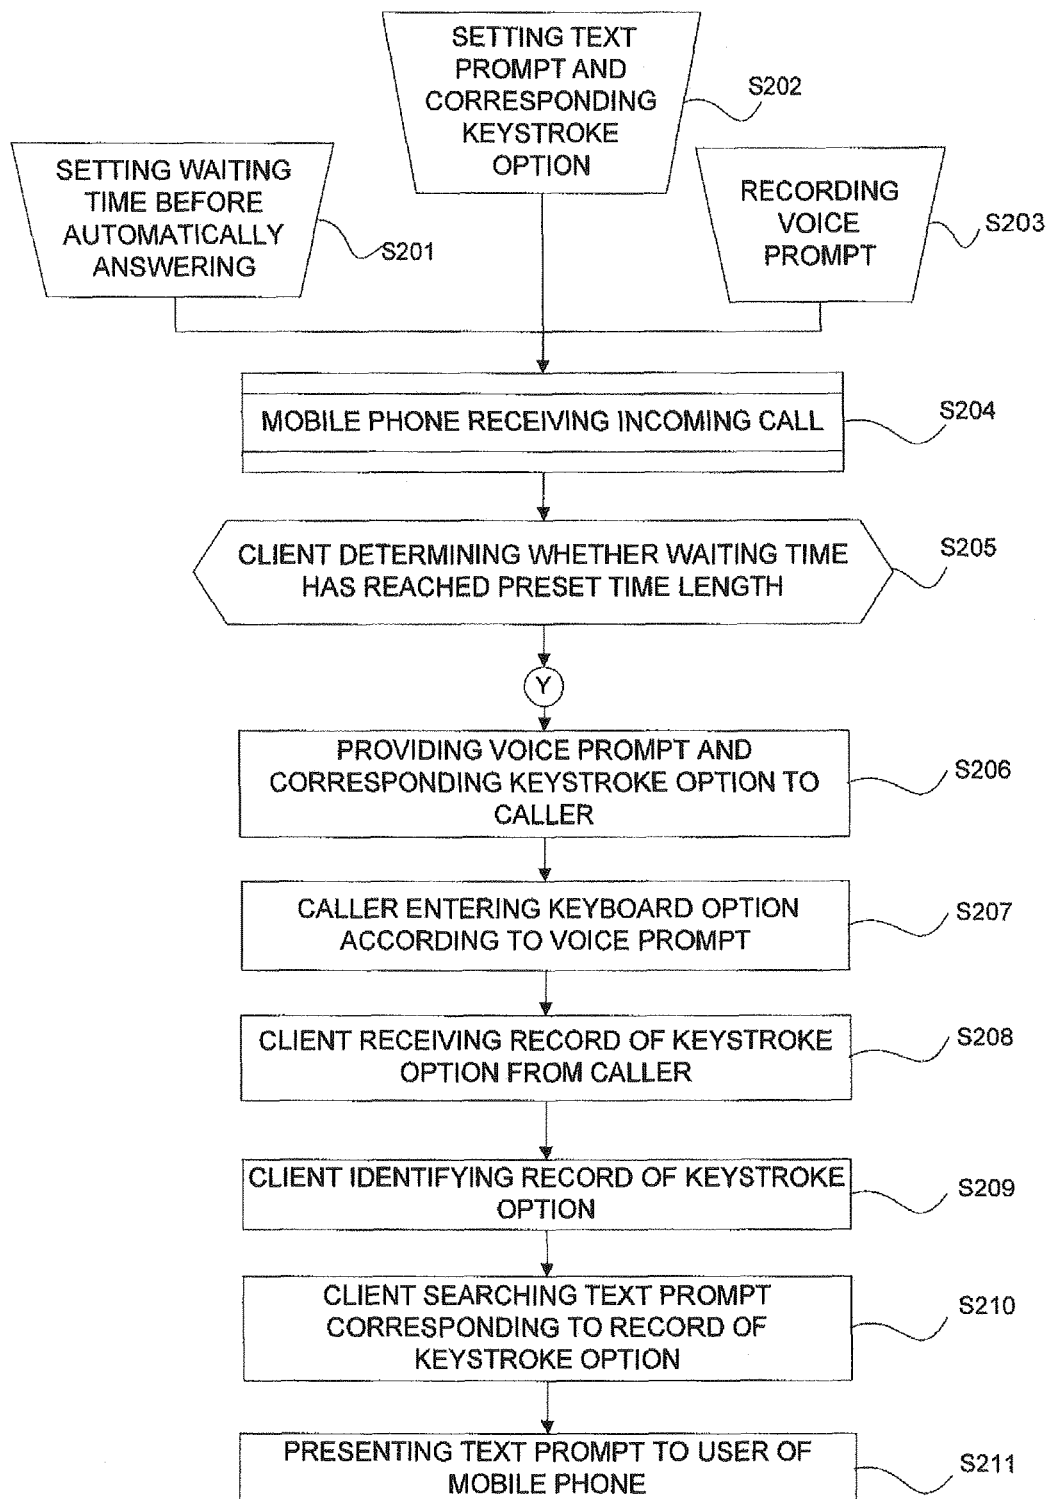 SETTING TEXT
PROMPT AND
CORRESPONDING
KEYSTROKE
OPTION
S202
SETTING WAITING
TIME BEFORE
AUTOMATICALLY
ANSWERING
S201
RECORDING
VOICE
PROMPT
S203
MOBILE PHONE RECEIVING INCOMING CALL
S204
CLIENT DETERMINING WHETHER WAITING TIME
HAS REACHED PRESET TIME LENGTH
S205
Y
PROVIDING VOICE PROMPT AND
CORRESPONDING KEYSTROKE OPTION TO
CALLER
S206
CALLER ENTERING KEYBOARD OPTION
ACCORDING TO VOICE PROMPT
S207
CLIENT RECEIVING RECORD OF KEYSTROKE
OPTION FROM CALLER
S208
CLIENT IDENTIFYING RECORD OF KEYSTROKE
OPTION
S209
CLIENT SEARCHING TEXT PROMPT
CORRESPONDING TO RECORD OF
KEYSTROKE OPTION
S210
PRESENTING TEXT PROMPT TO USER OF
MOBILE PHONE
S211